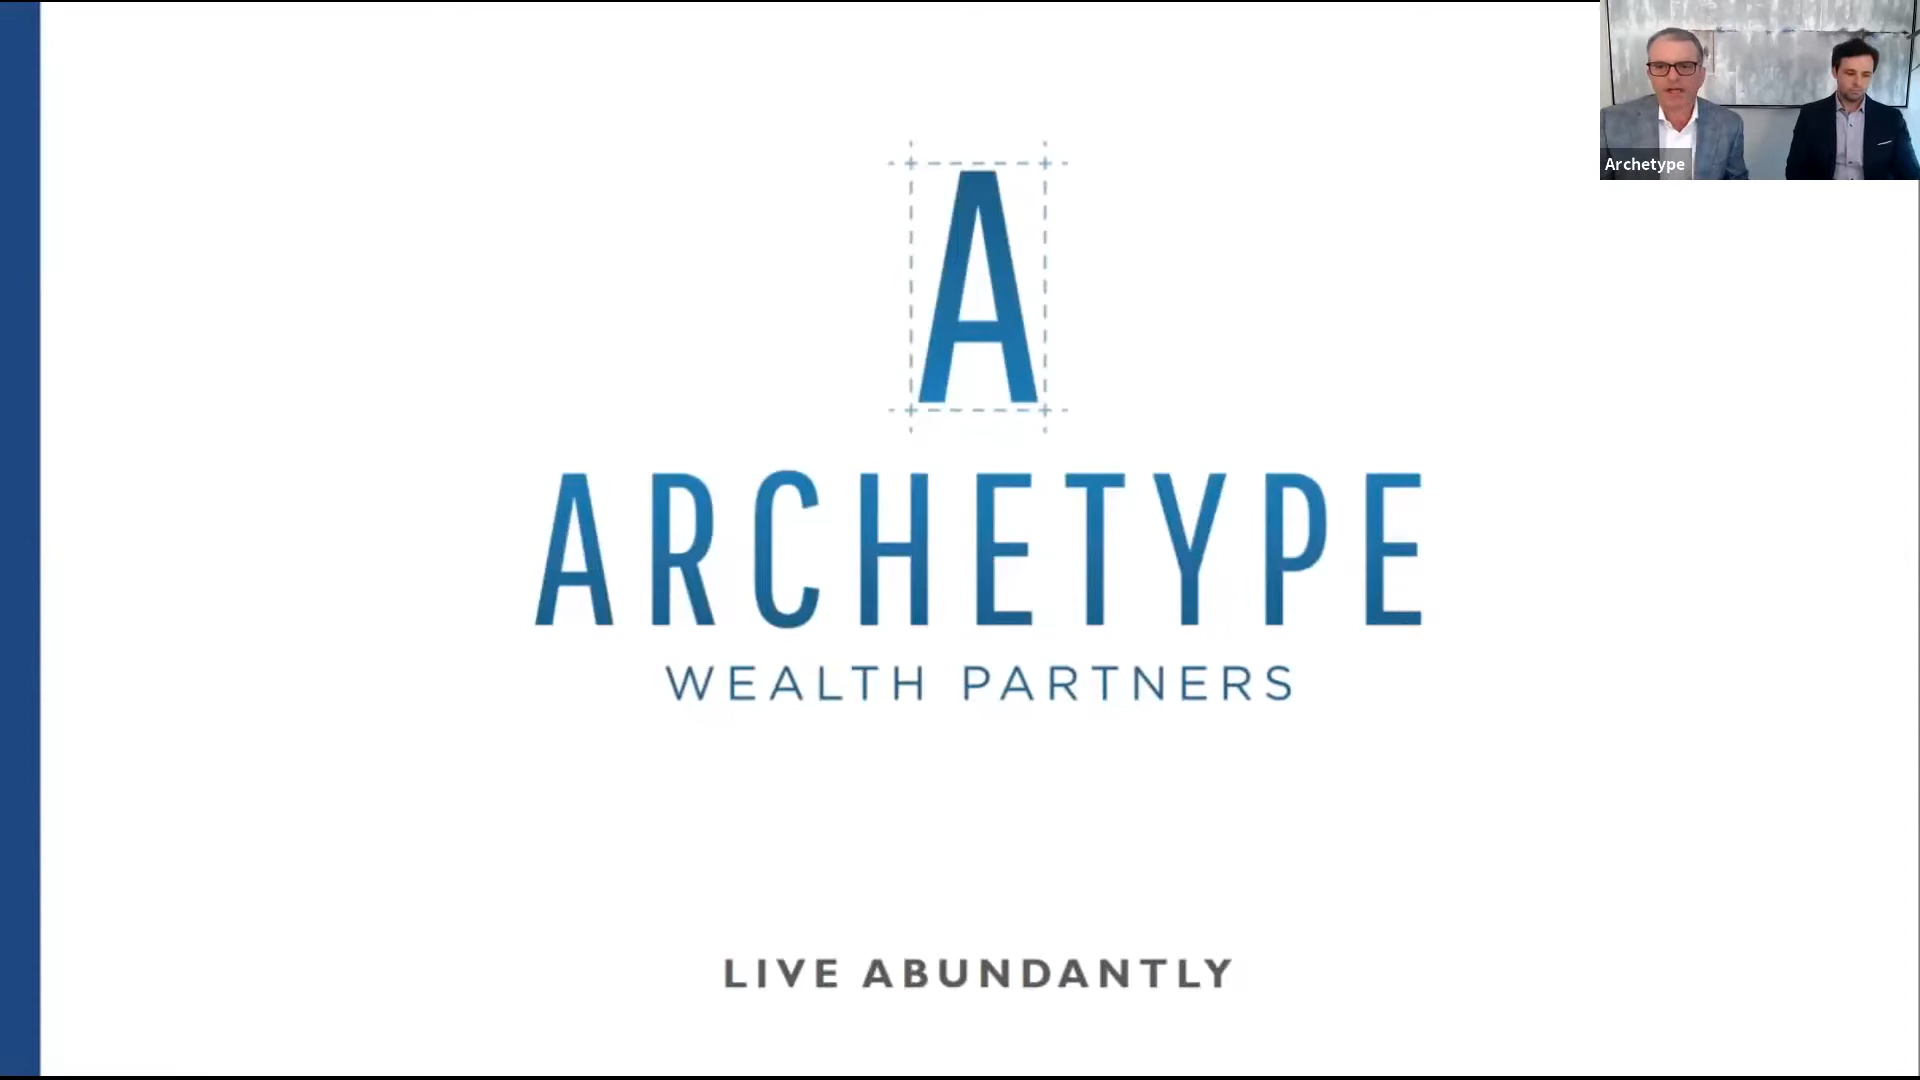 Archetype
A
ARCHETYPE
WEALTH PARTNERS
LIVE ABUNDANTLY